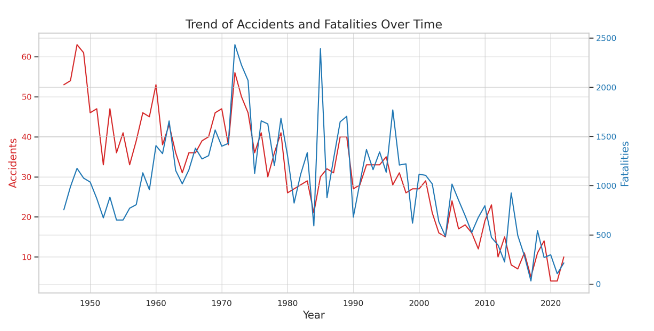 Trend of Accidents and Fatalities Over Time
60
50
40
30
20
10
Accidents
2500
2000
1500
1000
500
0
Fatalities
1950 1960 1970 1980 1990 2000 2010 2020
Year